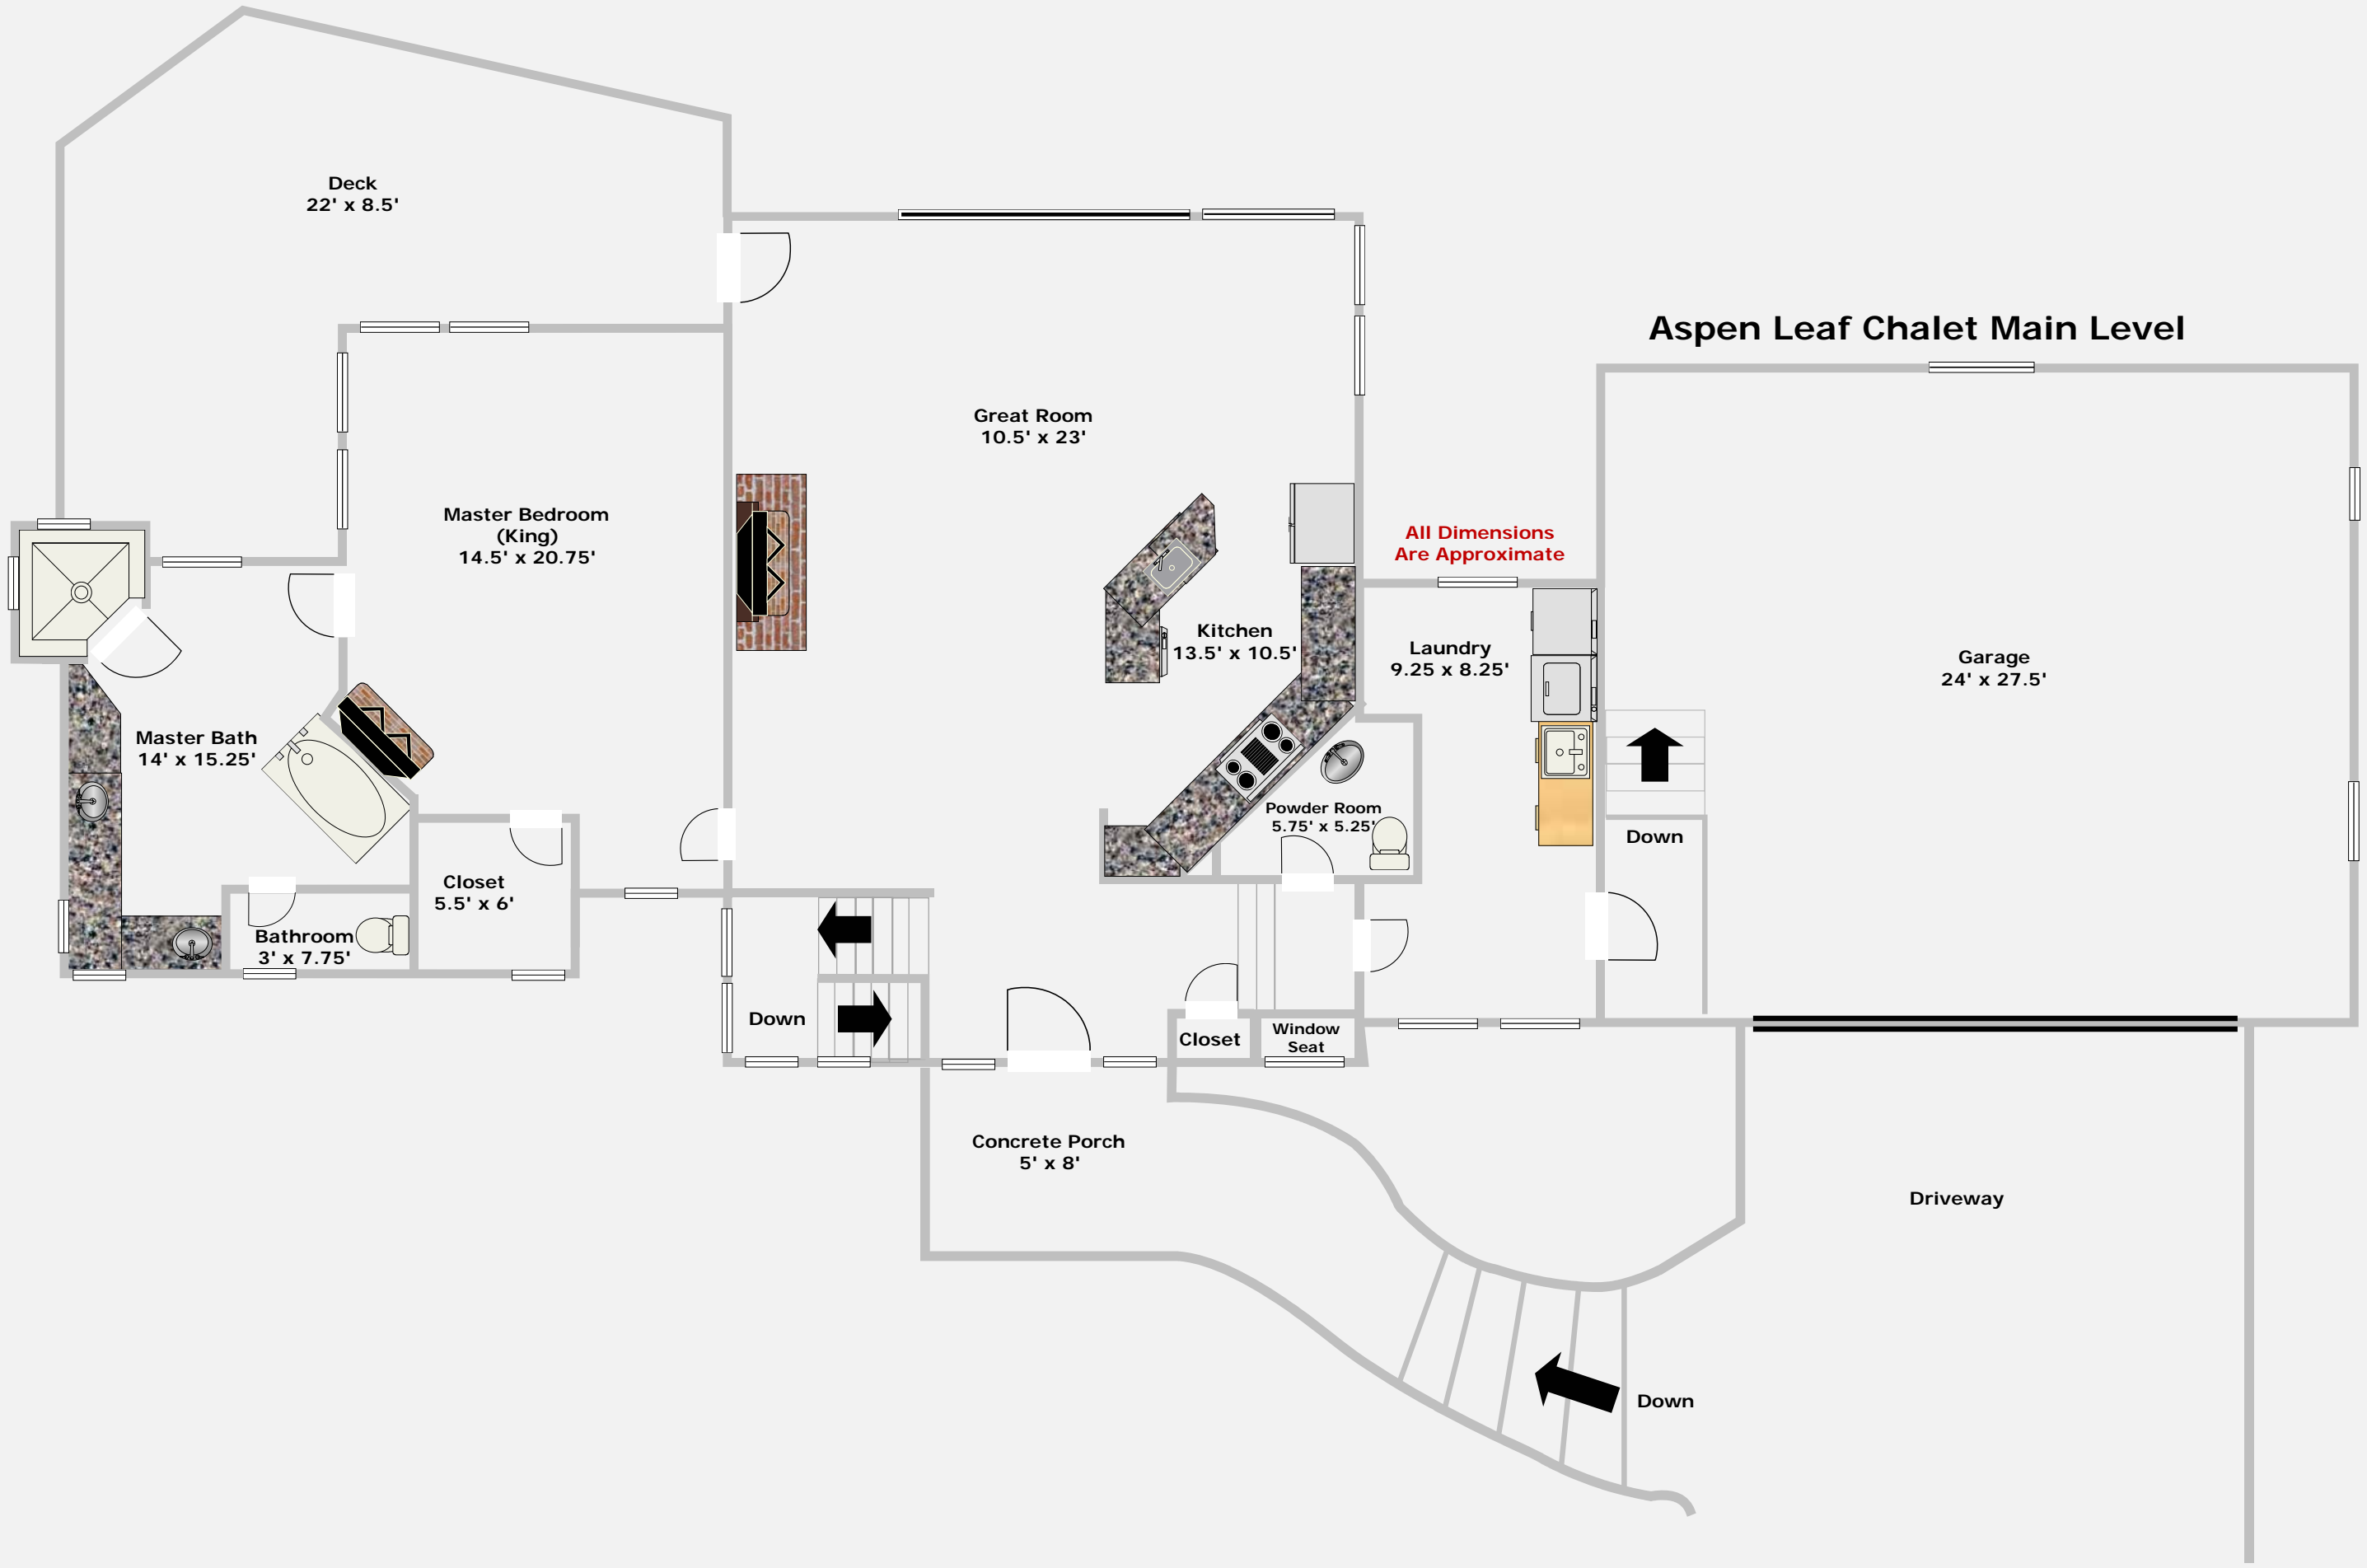 Deck
22' x 8.5'
Aspen Leaf Chalet Main Level
Great Room
10.5' x 23'
Master Bedroom
(King)
14.5' x 20.75'
All Dimensions
Are Approximate
Kitchen
13.5' x 10.5'
Laundry
9.25 x 8.25'
Garage
24' x 27.5'
Master Bath
14' x 15.25'
Powder Room
5.75' x 5.25'
Down
Closet
5.5' x 6'
Bathroom
3' x 7.75'
Down
Closet
Window
Seat
Concrete Porch
5' x 8'
Driveway
Down